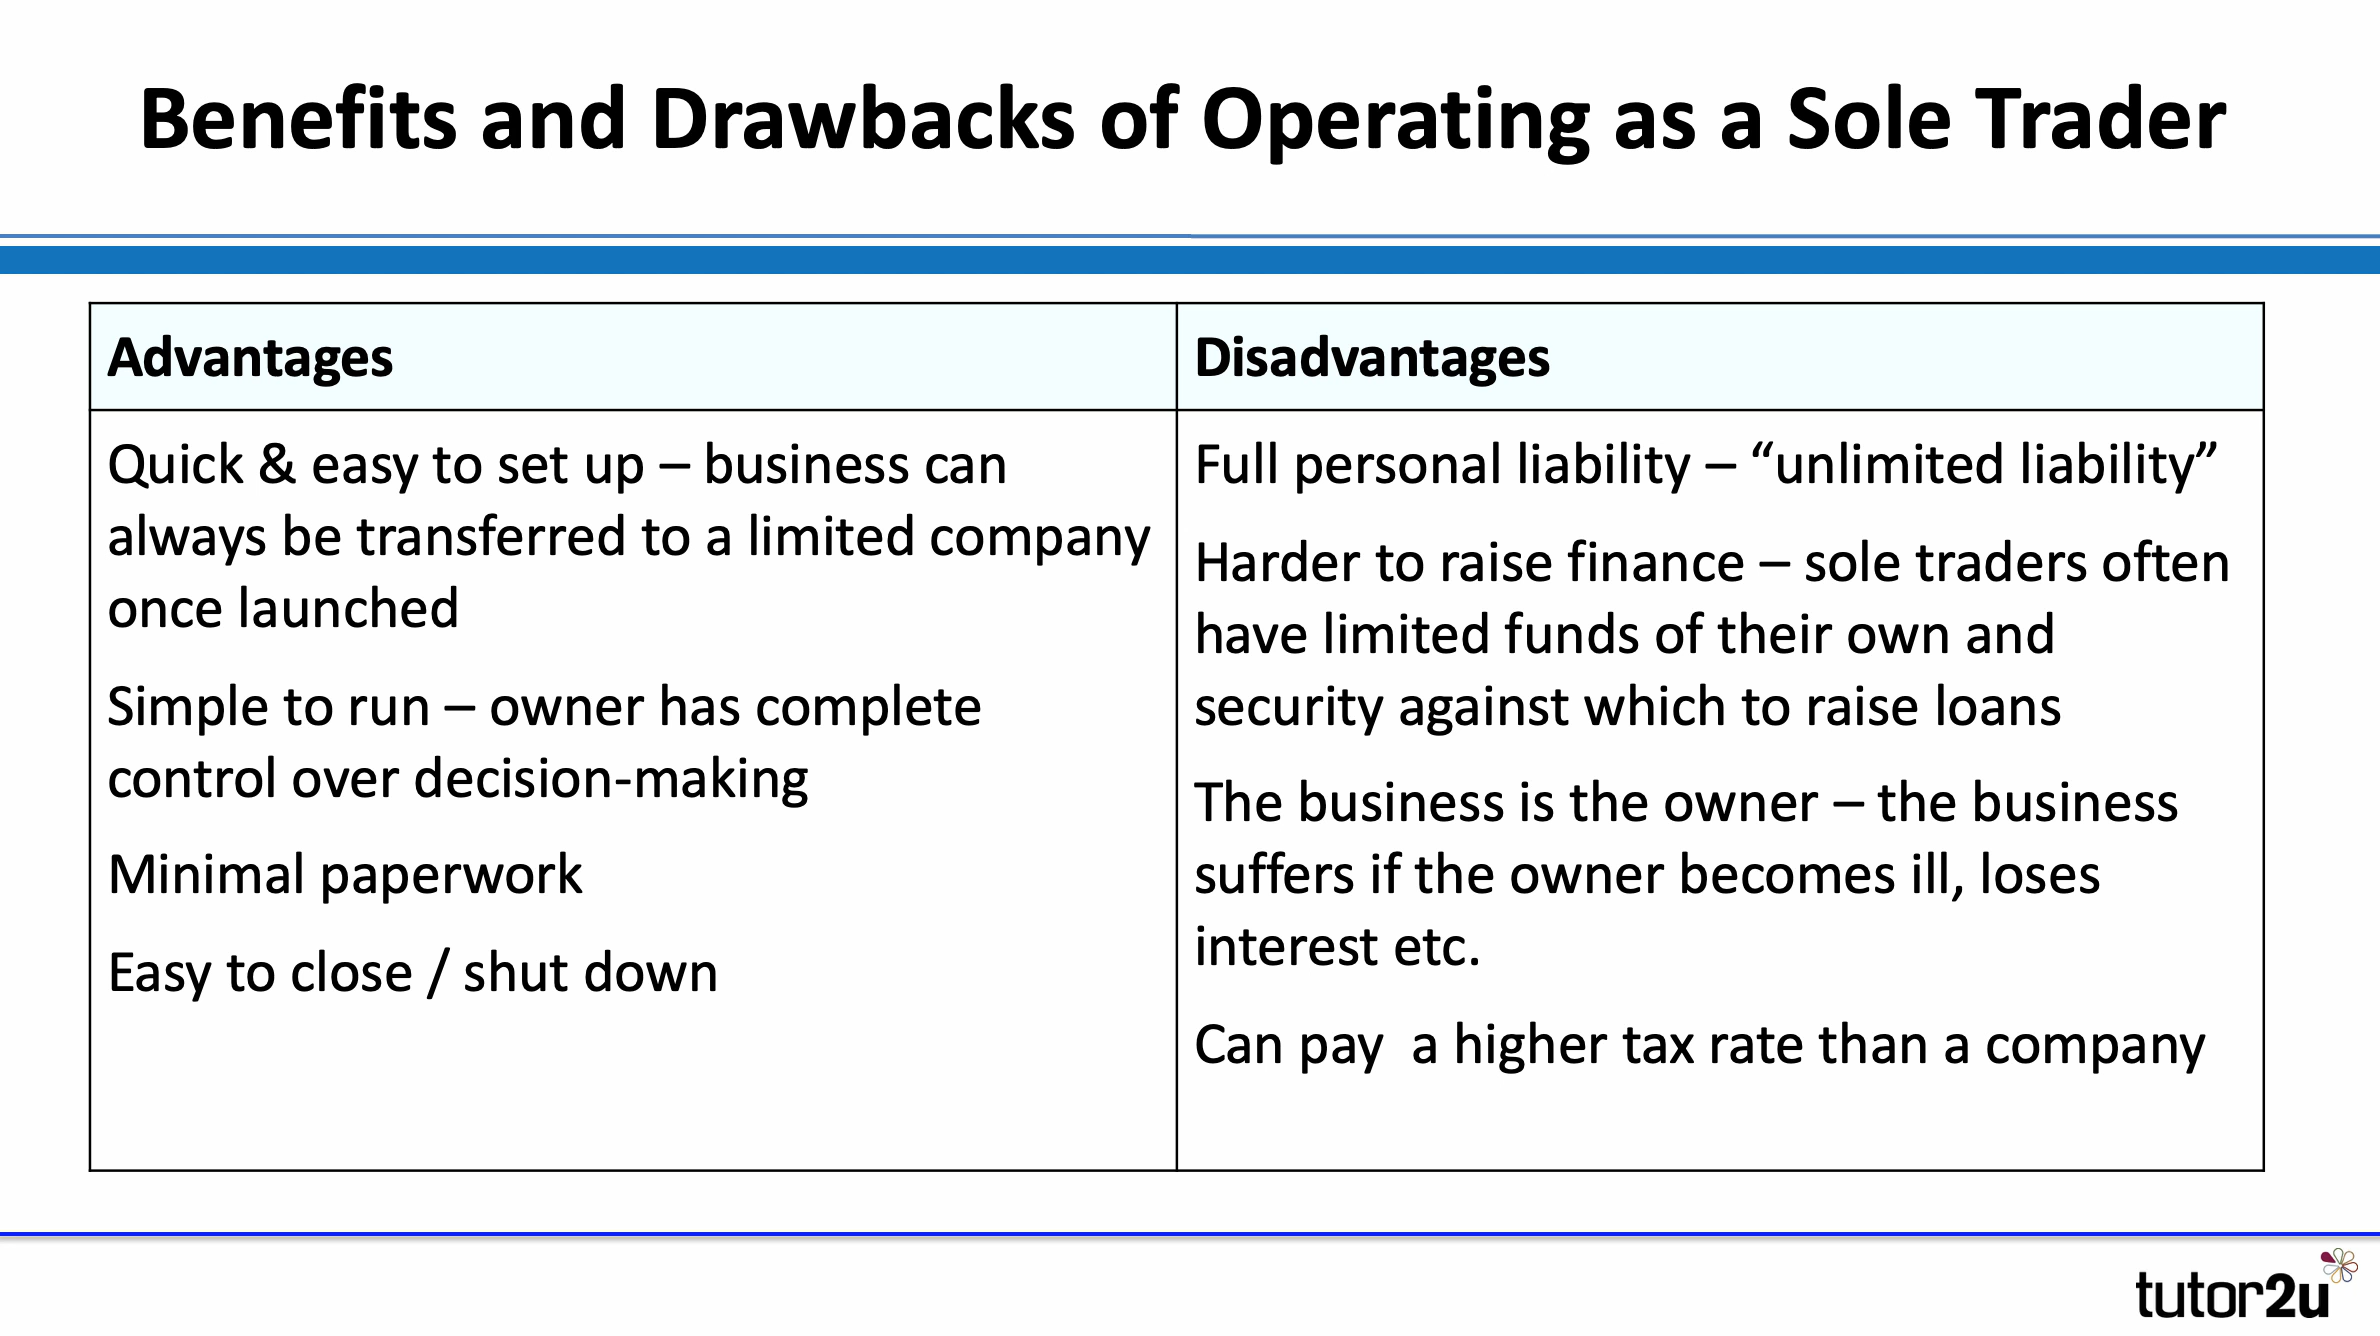 Benefits and Drawbacks of Operating as a Sole Trader
Advantages
Quick & easy to set up – business can
always be transferred to a limited company
once launched
Simple to run – owner has complete
control over decision-making
Minimal paperwork
Easy to close / shut down
Disadvantages
Full personal liability – “unlimited liability”
Harder to raise finance – sole traders often
have limited funds of their own and
security against which to raise loans
The business is the owner – the business
suffers if the owner becomes ill, loses
interest etc.
Can pay  a higher tax rate than a company
tutor2u